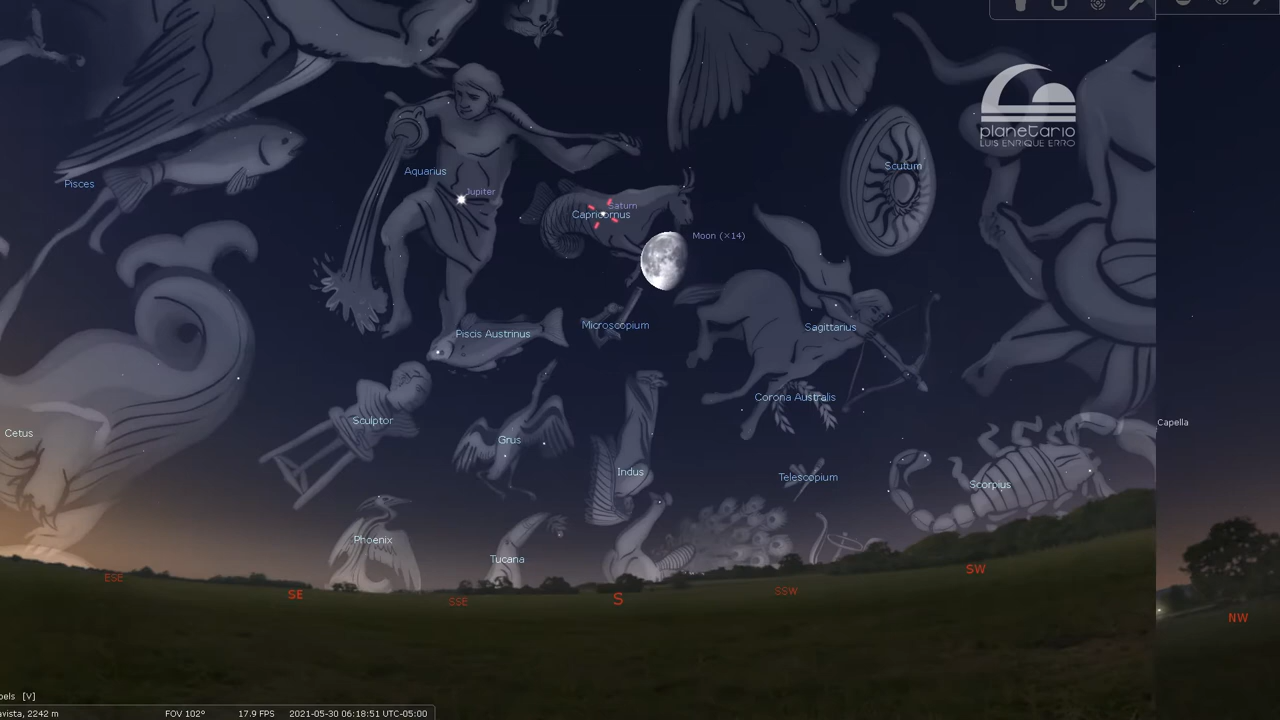 planetario
LUIS ENRIQUE ERRO
Scutum
Aquarius
Pisces
Jupiter
Saturn
Capricornus
Moon (×14)
Microscopium
Sagittarius
Piscis Austrinus
Corona Australis
Sculptor
Capella
Cetus
Grus
Indus
Telescopium
Scorpius
Phoenix
Tucana
ESE
SE
SSE
S
SSW
SW
NW
[V]
2242 m
FOV 102°
17.9 FPS
2021-05-30 06:18:51 UTC-05:00